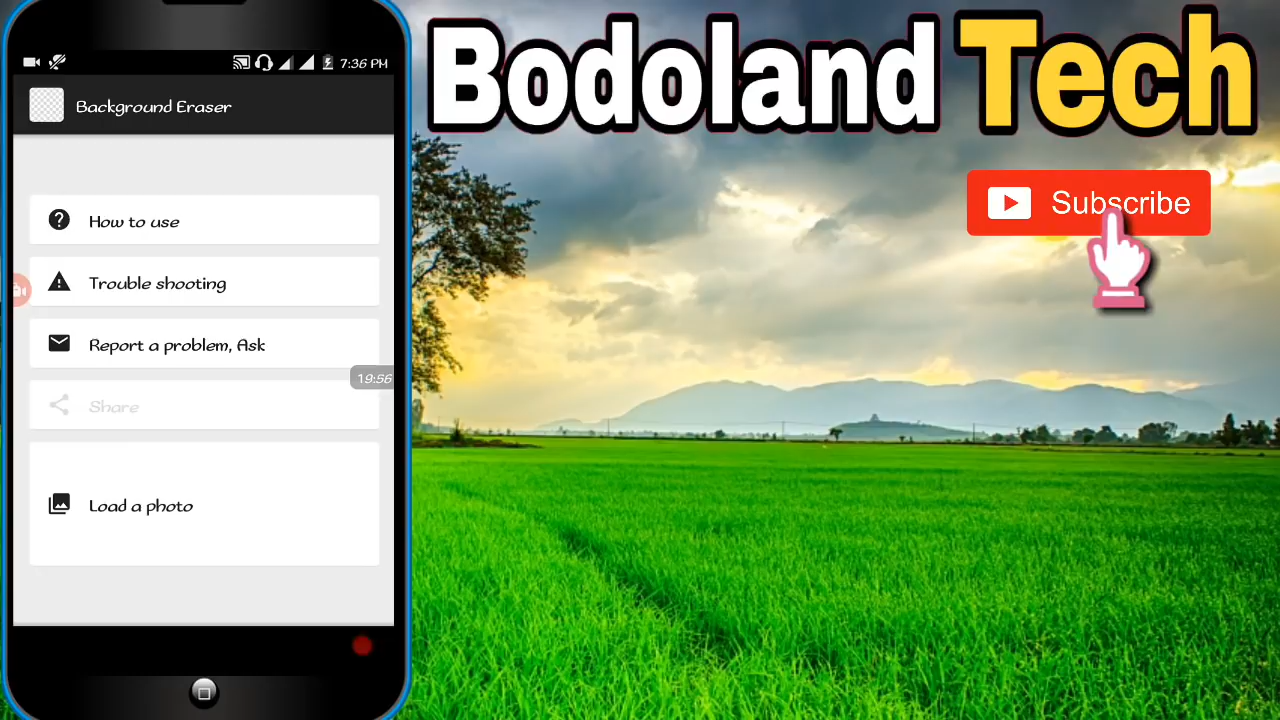 7:36 PM
Background Eraser
How to use
Trouble shooting
Report a problem, Ask
19:56
Share
Load a photo
Bodoland Tech
Subscribe